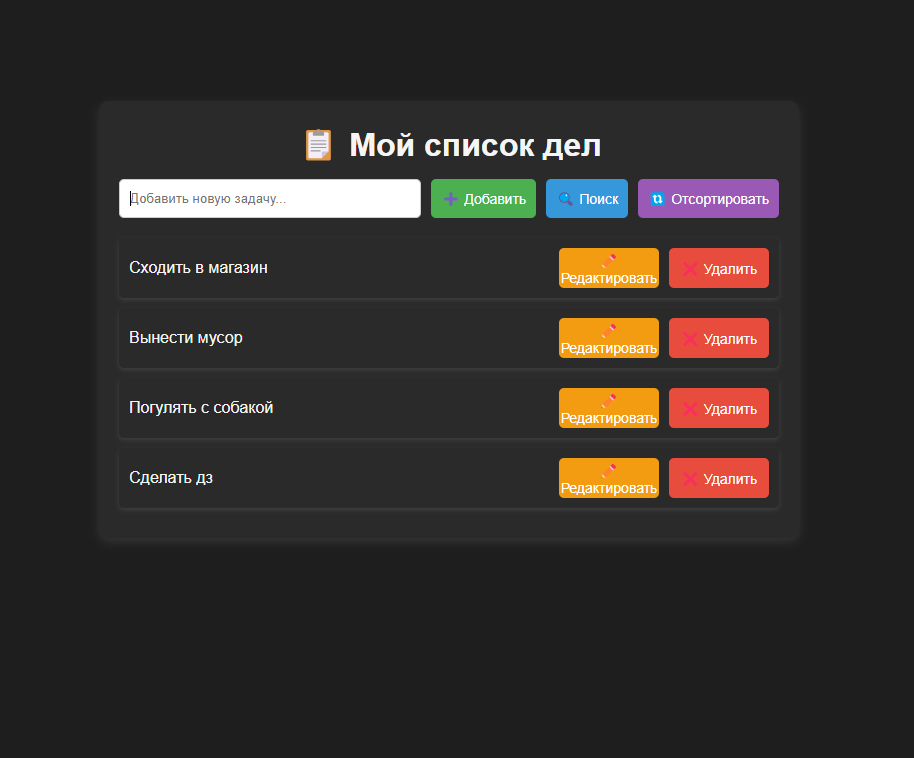 📋 Мой список дел
Добавить новую задачу...
➕ Добавить
🔍 Поиск
🔃 Отсортировать
Сходить в магазин
✏️
Редактировать
❌ Удалить
Вынести мусор
✏️
Редактировать
❌ Удалить
Погулять с собакой
✏️
Редактировать
❌ Удалить
Сделать дз
✏️
Редактировать
❌ Удалить